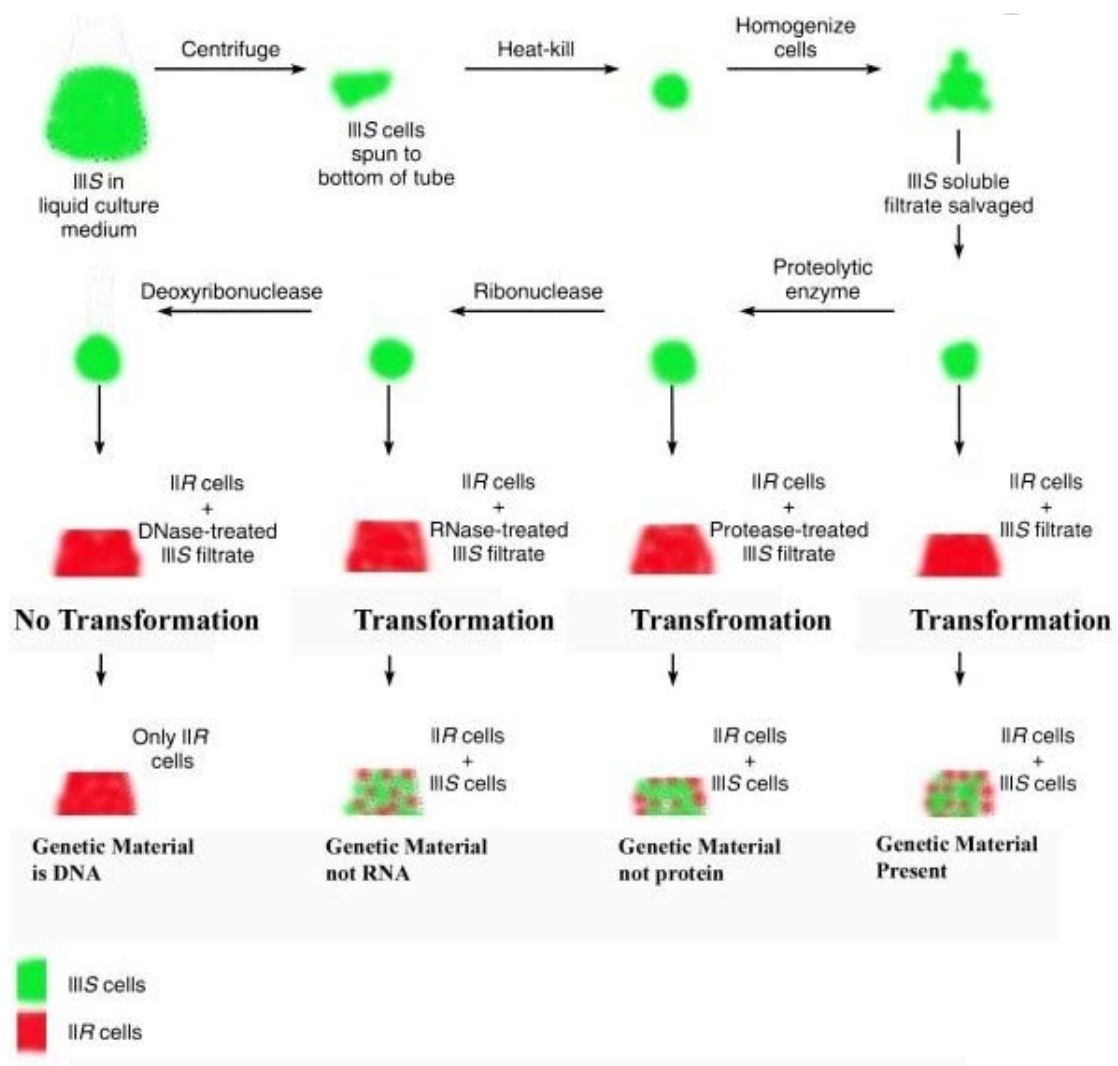 Centrifuge
Heat-kill
Homogenize
cells
IIIS in
liquid culture
medium
IIIS cells
spun to
bottom of tube
IIIS soluble
filtrate salvaged
Deoxyribonuclease
Ribonuclease
Proteolytic
enzyme
IIR cells
+
DNase-treated
IIIS filtrate
IIR cells
+
RNase-treated
IIIS filtrate
IIR cells
+
Protease-treated
IIIS filtrate
IIR cells
+
IIIS filtrate
No Transformation
Transformation
Transfromation
Transformation
Only IIR
cells
IIR cells
+
IIIS cells
IIR cells
+
IIIS cells
IIR cells
+
IIIS cells
Genetic Material
is DNA
Genetic Material
not RNA
Genetic Material
not protein
Genetic Material
Present
IIIS cells
IIR cells